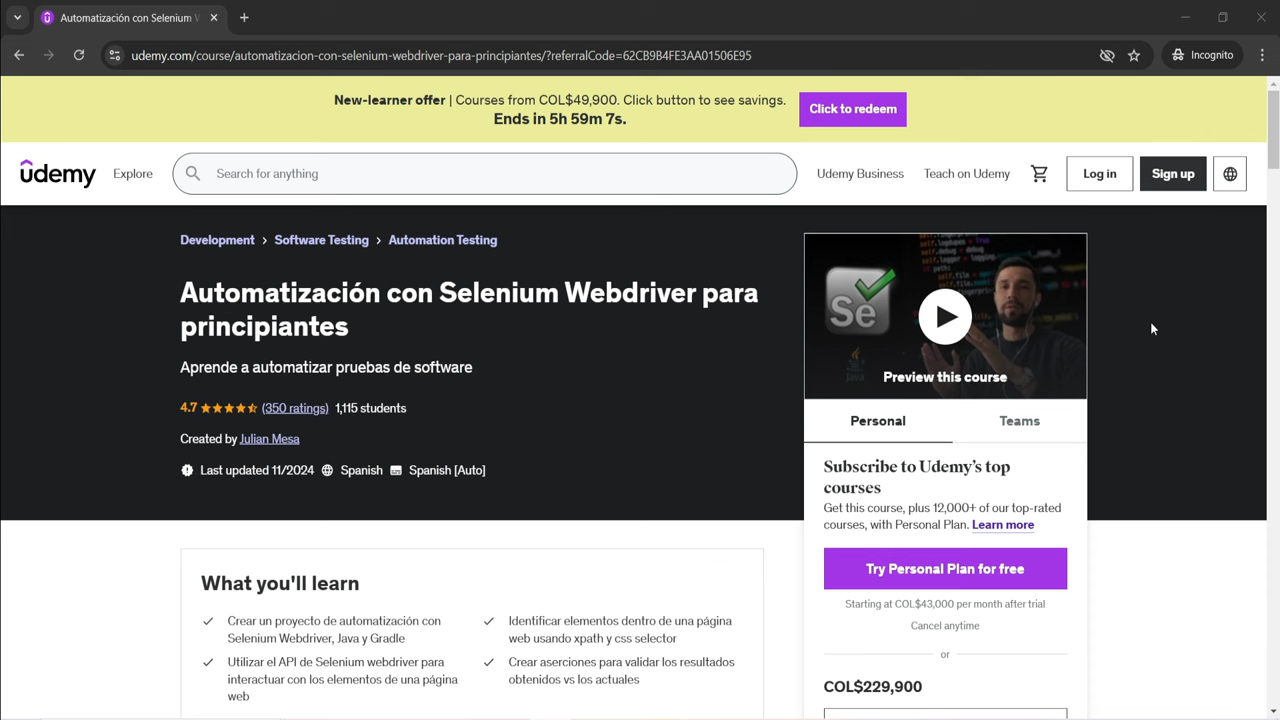 Automatización con Selenium W
udemy.com/course/automatizacion-con-selenium-webdriver-para-principiantes/?referralCode=62CB9B4FE3AA01506E95
Incognito
New-learner offer | Courses from COL$49,900. Click button to see savings.
Ends in 5h 59m 7s.
Click to redeem
udemy
Explore
Search for anything
Udemy Business
Teach on Udemy
Log in
Sign up
Development > Software Testing > Automation Testing
Automatización con Selenium Webdriver para
principiantes
Aprende a automatizar pruebas de software
4.7 (350 ratings) 1,115 students
Created by Julian Mesa
Last updated 11/2024 Spanish Spanish [Auto]
Se
Java
Preview this course
Personal
Teams
Subscribe to Udemy's top
courses
Get this course, plus 12,000+ of our top-rated
courses, with Personal Plan. Learn more
Try Personal Plan for free
Starting at COL$43,000 per month after trial
Cancel anytime
or
COL$229,900
What you'll learn
Crear un proyecto de automatización con
Selenium Webdriver, Java y Gradle
Utilizar el API de Selenium webdriver para
interactuar con los elementos de una página
web
Identificar elementos dentro de una página
web usando xpath y css selector
Crear aserciones para validar los resultados
obtenidos vs los actuales